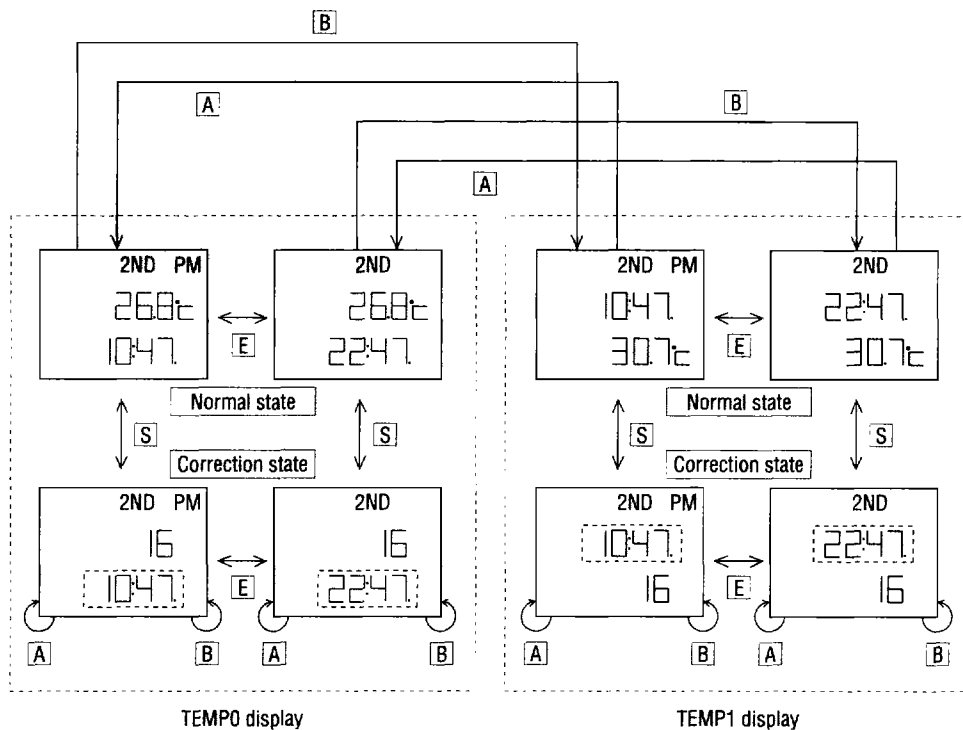 B
A
B
A
2ND PM
26.8°C
10:47.
E
2ND
26.8°C
22:47.
2ND PM
10:47.
30.7°C
E
2ND
22:47.
30.7°C
Normal state
Normal state
S
S
S
S
Correction state
Correction state
2ND PM
16
10:47.
E
2ND
16
22:47.
2ND PM
10:47.
16
E
2ND
22:47.
16
A
B
A
B
A
B
A
B
TEMP0 display
TEMP1 display